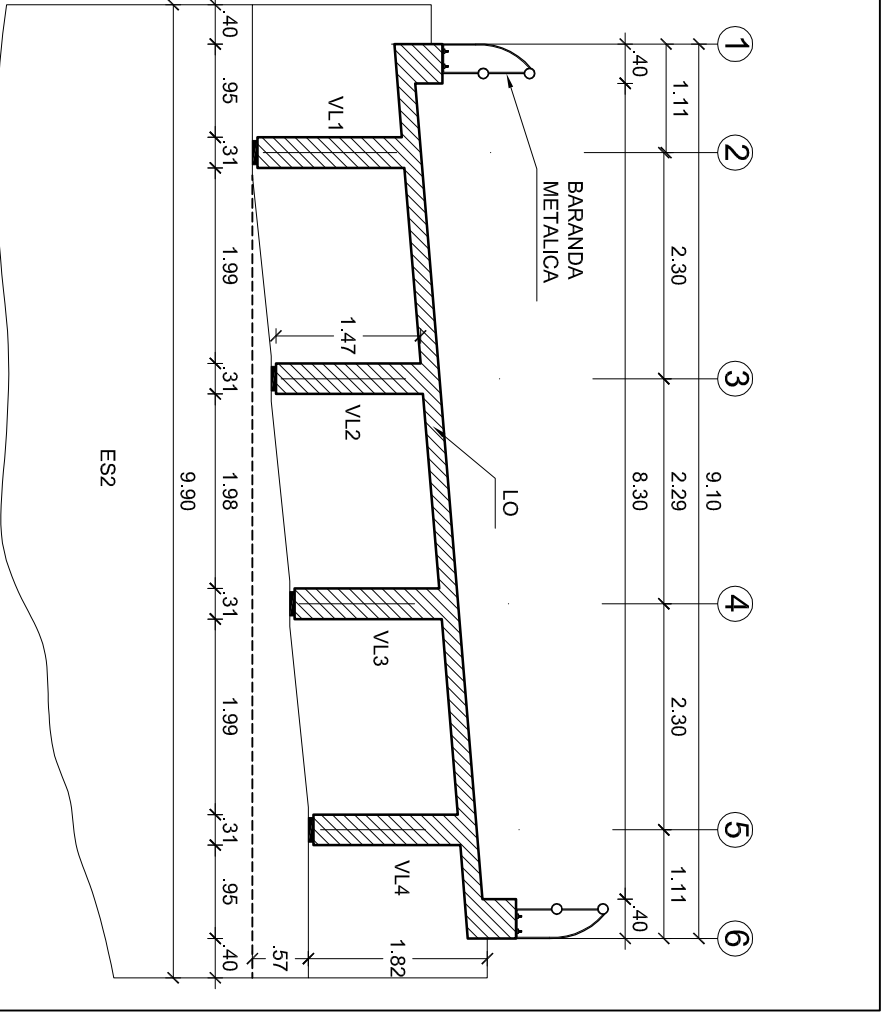 1 2 3 4 5 6
9.10
1.11 2.30 2.29 2.30 1.11
.40 8.30 .40
BARANDA
METALICA
LO
1.82
VL4
VL3
VL2
1.47
VL1
.57
.40 .95 .31 1.99 .31 1.98 .31 1.99 .31 .95 .40
9.90
ES2